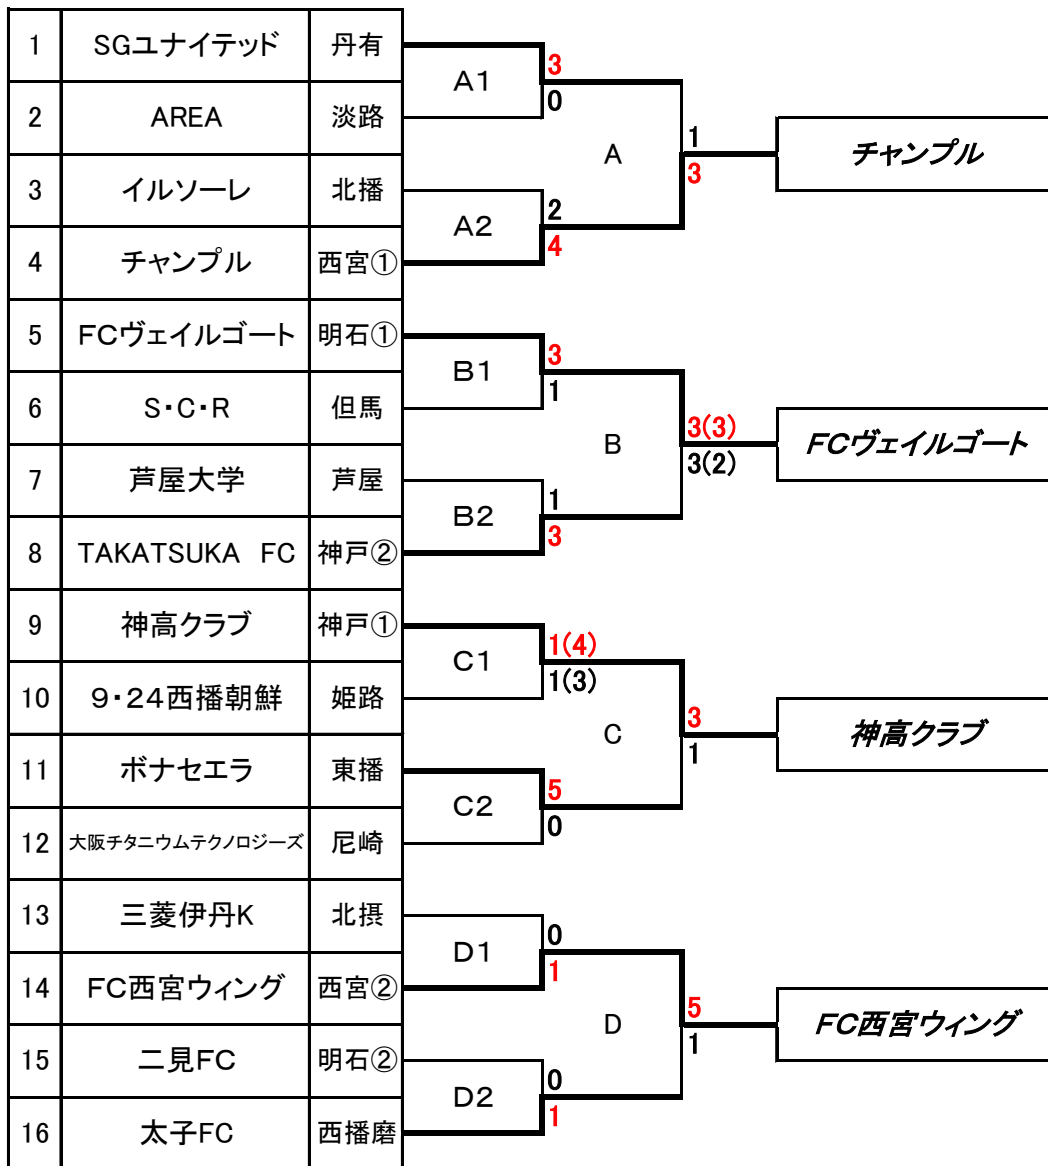 1 SGユナイテッド 丹有
2 AREA 淡路
3 イルソーレ 北播
4 チャンプル 西宮①
5 FCヴェイルゴート 明石①
6 S・C・R 但馬
7 芦屋大学 芦屋
8 TAKATSUKA FC 神戸②
9 神高クラブ 神戸①
10 9・24西播朝鮮 姫路
11 ボナセエラ 東播
12 大阪チタニウムテクノロジーズ 尼崎
13 三菱伊丹K 北摂
14 FC西宮ウィング 西宮②
15 二見FC 明石②
16 太子FC 西播磨
A1
3
0
A2
2
4
B1
3
1
B2
1
3
C1
1(4)
1(3)
C2
5
0
D1
0
1
D2
0
1
A
1
3
B
3(3)
3(2)
C
3
1
D
5
1
チャンプル
FCヴェイルゴート
神高クラブ
FC西宮ウィング